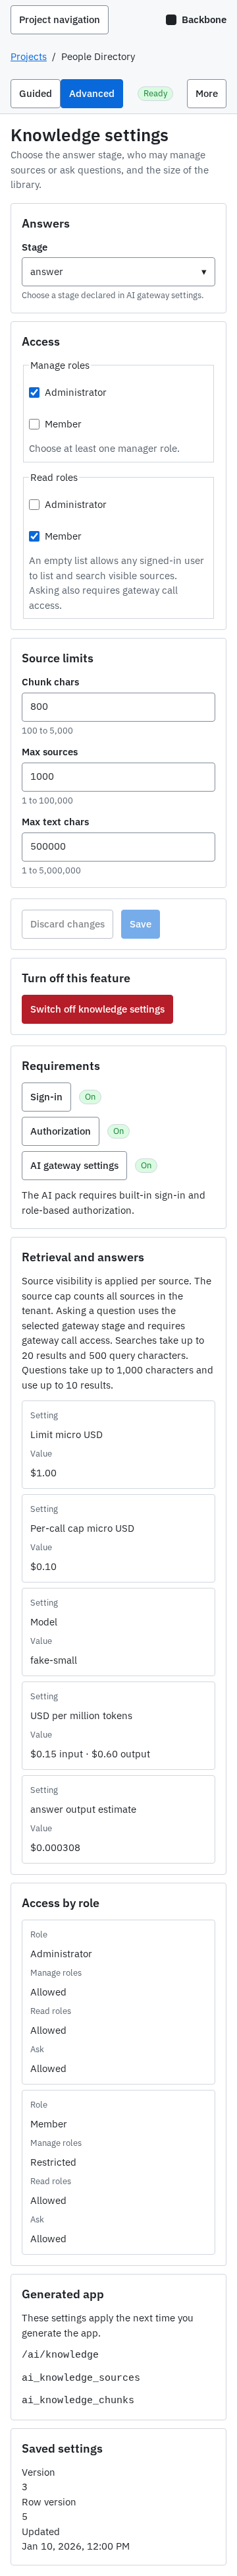 Project navigation
Backbone
Projects / People Directory
Guided
Advanced
Ready
More
Knowledge settings
Choose the answer stage, who may manage
sources or ask questions, and the size of the
library.
Answers
Stage
answer
Choose a stage declared in AI gateway settings.
Access
Manage roles
Administrator
Member
Choose at least one manager role.
Read roles
Administrator
Member
An empty list allows any signed-in user
to list and search visible sources.
Asking also requires gateway call
access.
Source limits
Chunk chars
800
100 to 5,000
Max sources
1000
1 to 100,000
Max text chars
500000
1 to 5,000,000
Discard changes
Save
Turn off this feature
Switch off knowledge settings
Requirements
Sign-in
On
Authorization
On
AI gateway settings
On
The AI pack requires built-in sign-in and
role-based authorization.
Retrieval and answers
Source visibility is applied per source. The
source cap counts all sources in the
tenant. Asking a question uses the
selected gateway stage and requires
gateway call access. Searches take up to
20 results and 500 query characters.
Questions take up to 1,000 characters and
use up to 10 results.
Setting
Limit micro USD
Value
$1.00
Setting
Per-call cap micro USD
Value
$0.10
Setting
Model
Value
fake-small
Setting
USD per million tokens
Value
$0.15 input · $0.60 output
Setting
answer output estimate
Value
$0.000308
Access by role
Role
Administrator
Manage roles
Allowed
Read roles
Allowed
Ask
Allowed
Role
Member
Manage roles
Restricted
Read roles
Allowed
Ask
Allowed
Generated app
These settings apply the next time you
generate the app.
/ai/knowledge
ai_knowledge_sources
ai_knowledge_chunks
Saved settings
Version
3
Row version
5
Updated
Jan 10, 2026, 12:00 PM